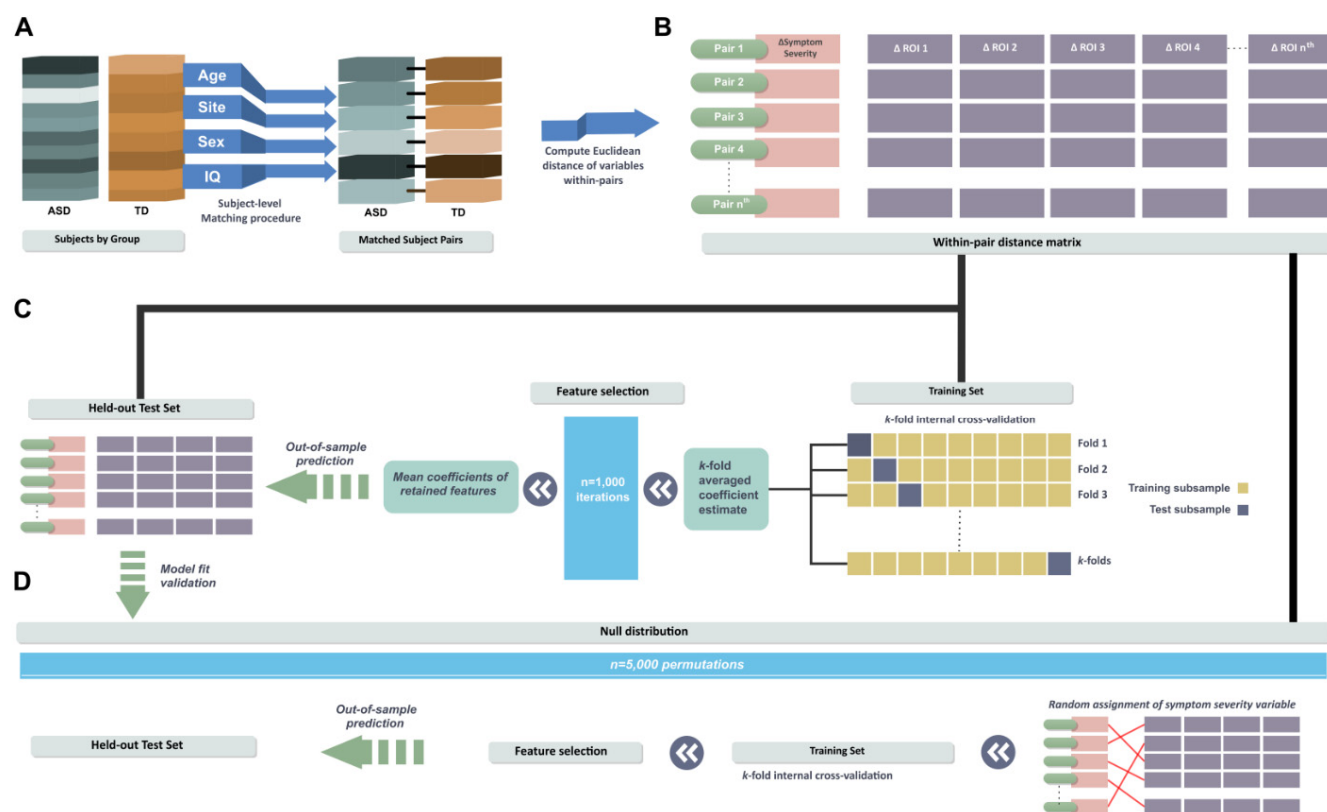 A
Age
Site
Sex
IQ
ASD
TD
Subject-level
Matching procedure
ASD
TD
Subjects by Group
Matched Subject Pairs
Compute Euclidean
distance of variables
within-pairs
B
Pair 1
ΔSymptom
Severity
Δ ROI 1
Δ ROI 2
Δ ROI 3
Δ ROI 4
Δ ROI nth
Pair 2
Pair 3
Pair 4
Pair nth
Within-pair distance matrix
C
Held-out Test Set
Feature selection
Training Set
k-fold internal cross-validation
Out-of-sample
prediction
Mean coefficients of
retained features
n=1,000
iterations
k-fold
averaged
coefficient
estimate
Fold 1
Fold 2
Fold 3
k-folds
Training subsample
Test subsample
Model fit
validation
D
Null distribution
n=5,000 permutations
Random assignment of symptom severity variable
Out-of-sample
prediction
Held-out Test Set
Feature selection
Training Set
k-fold internal cross-validation